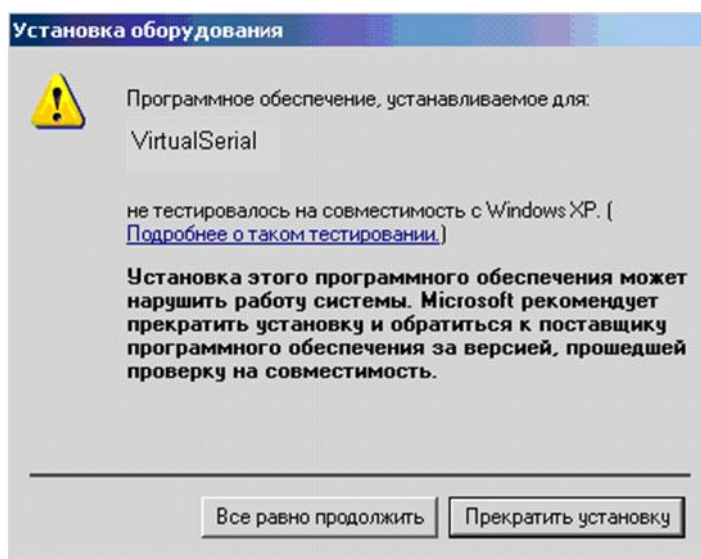 Установка оборудования
Программное обеспечение, устанавливаемое для:
VirtualSerial
не тестировалось на совместимость с Windows XP. (
Подробнее о таком тестировании.)
Установка этого программного обеспечения может
нарушить работу системы. Microsoft рекомендует
прекратить установку и обратиться к поставщику
программного обеспечения за версией, прошедшей
проверку на совместимость.
Все равно продолжить
Прекратить установку